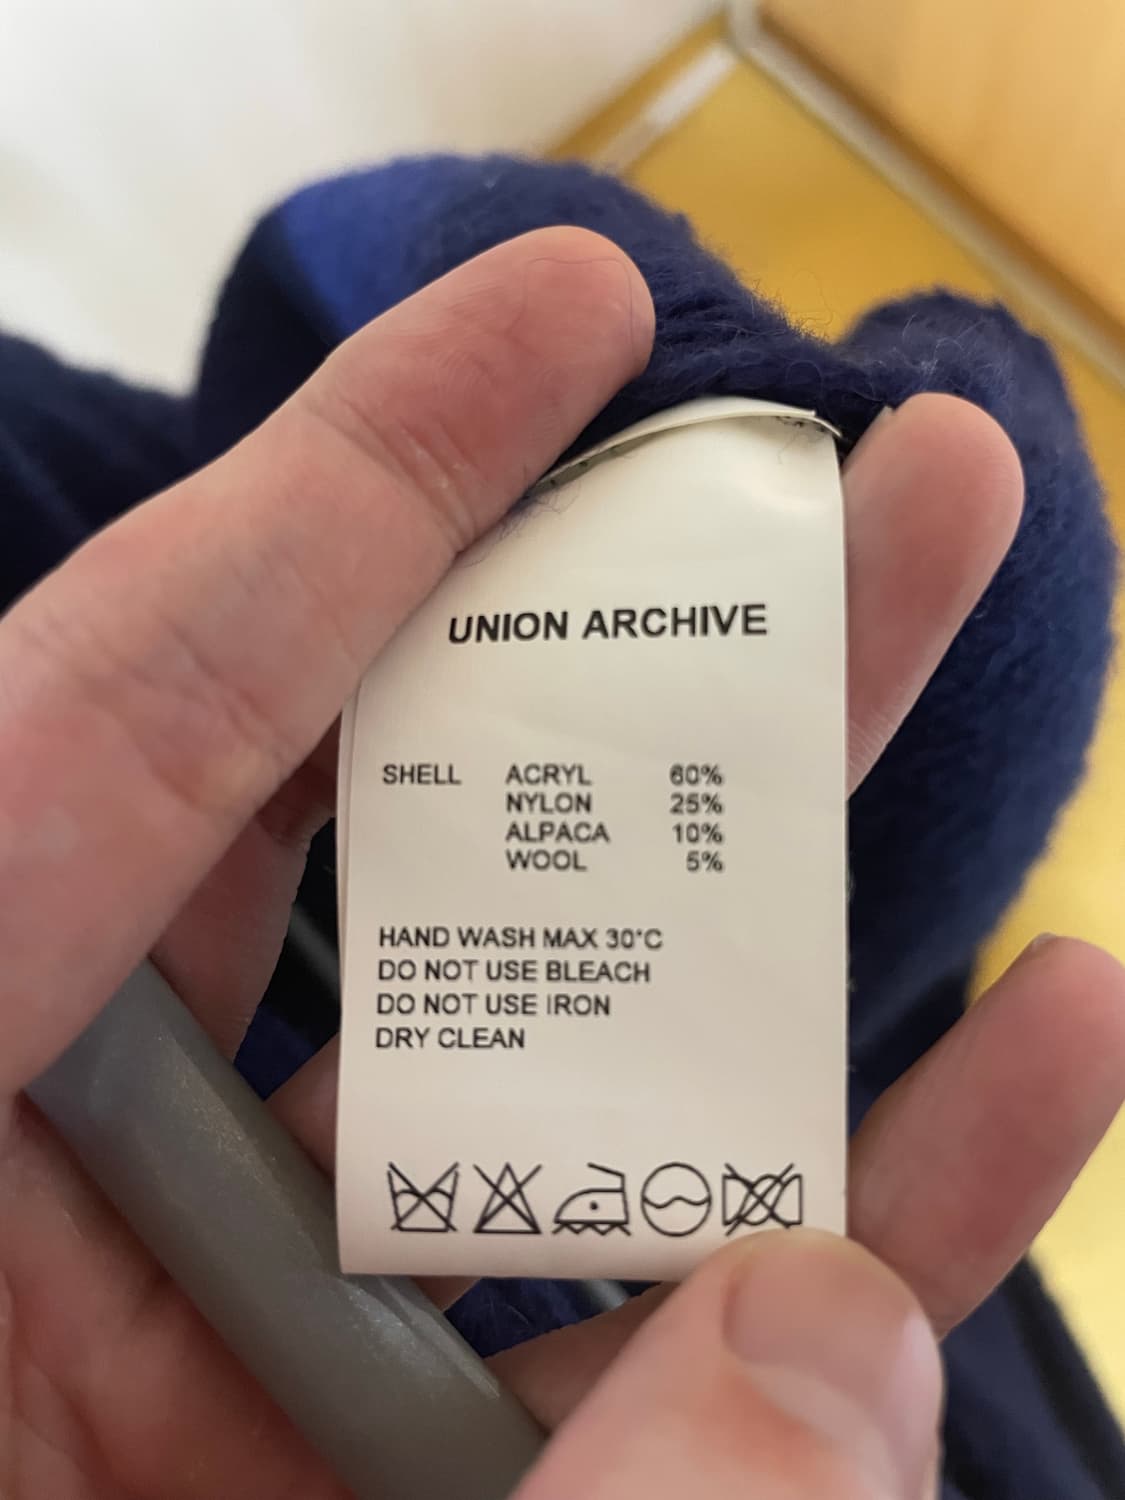 UNION ARCHIVE
SHELL ACRYL 60%
NYLON 25%
ALPACA 10%
WOOL 5%
HAND WASH MAX 30°C
DO NOT USE BLEACH
DO NOT USE IRON
DRY CLEAN